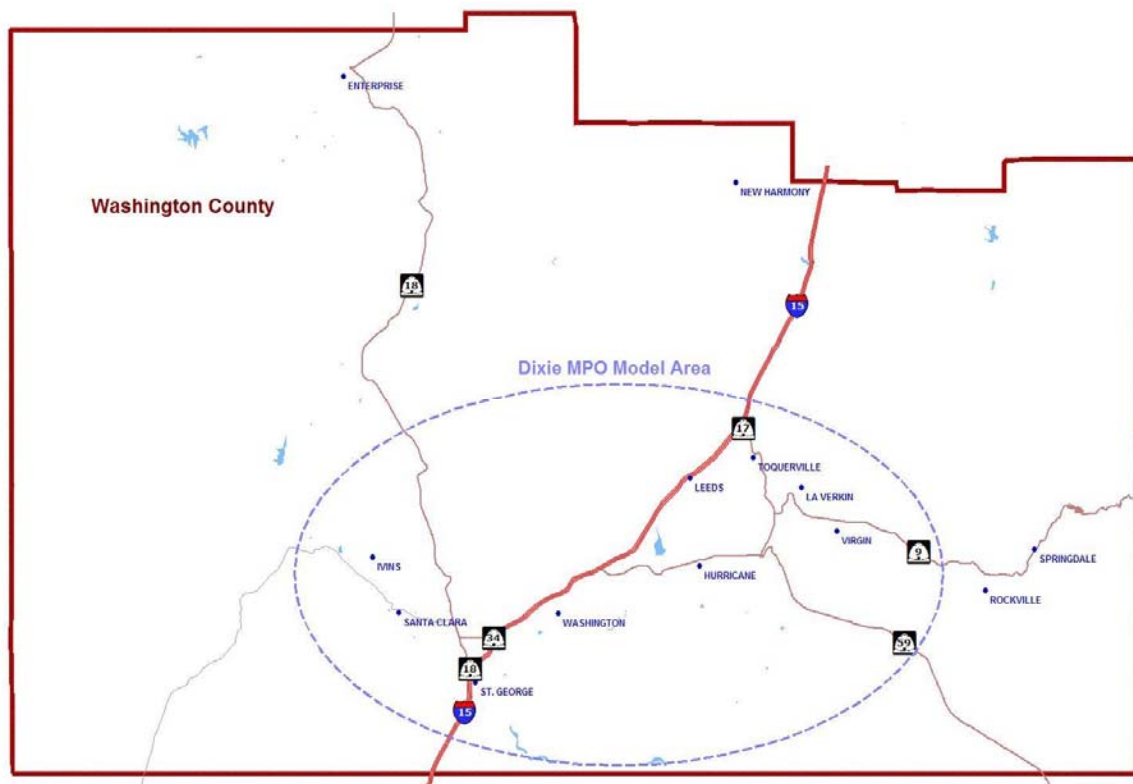 ENTERPRISE
Washington County
NEW HARMONY
18
15
Dixie MPO Model Area
17
TOQUERVILLE
LEEDS
LA VERKIN
VIRGIN
9
SPRINGDALE
IVINS
HURRICANE
ROCKVILLE
SANTA CLARA
WASHINGTON
34
59
18
ST. GEORGE
15